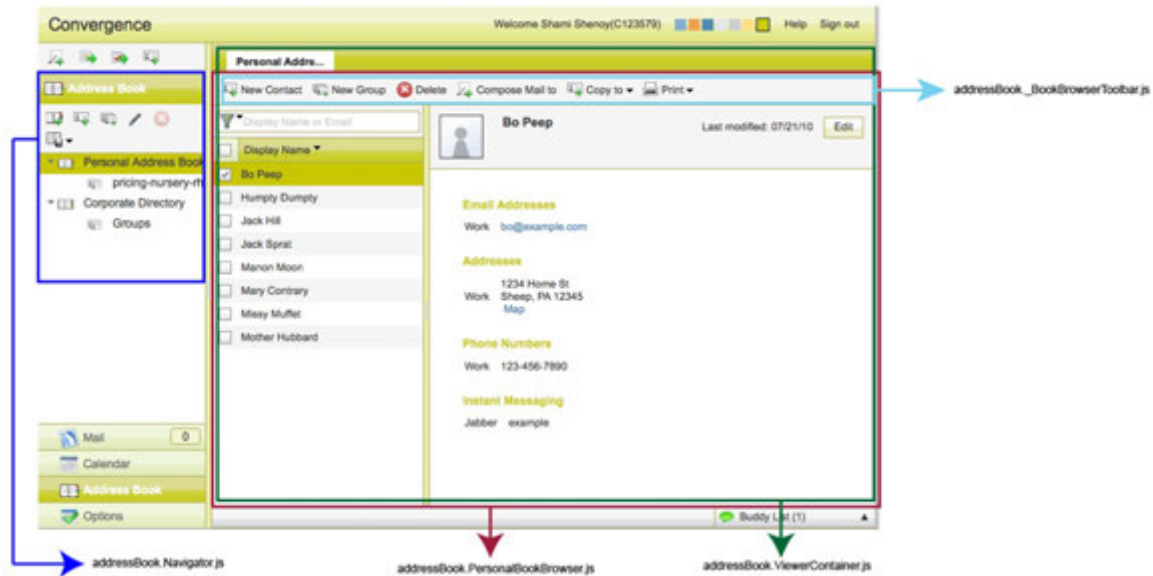 Convergence
Welcome Shami Shenoy(C123579)
Help Sign out
Personal Addre...
Address Book
New Contact New Group Delete Compose Mail to Copy to Print
addressBook._BookBrowserToolbar.js
Display Name or Email
Bo Peep
Last modified: 07/21/10 Edit
Display Name
Personal Address Book
Bo Peep
pricing-nursery-rh
Humpty Dumpty
Email Addresses
Corporate Directory
Jack Hill
Work bo@example.com
Groups
Jack Sprat
Addresses
Manon Moon
1234 Home St
Mary Contrary
Work Sheep, PA 12345
Map
Missy Muffet
Mother Hubbard
Phone Numbers
Work 123-456-7890
Instant Messaging
Jabber example
Mail 0
Calendar
Address Book
Options
Buddy List (1)
addressBook.Navigator.js
addressBook.PersonalBookBrowser.js
addressBook.ViewerContainer.js